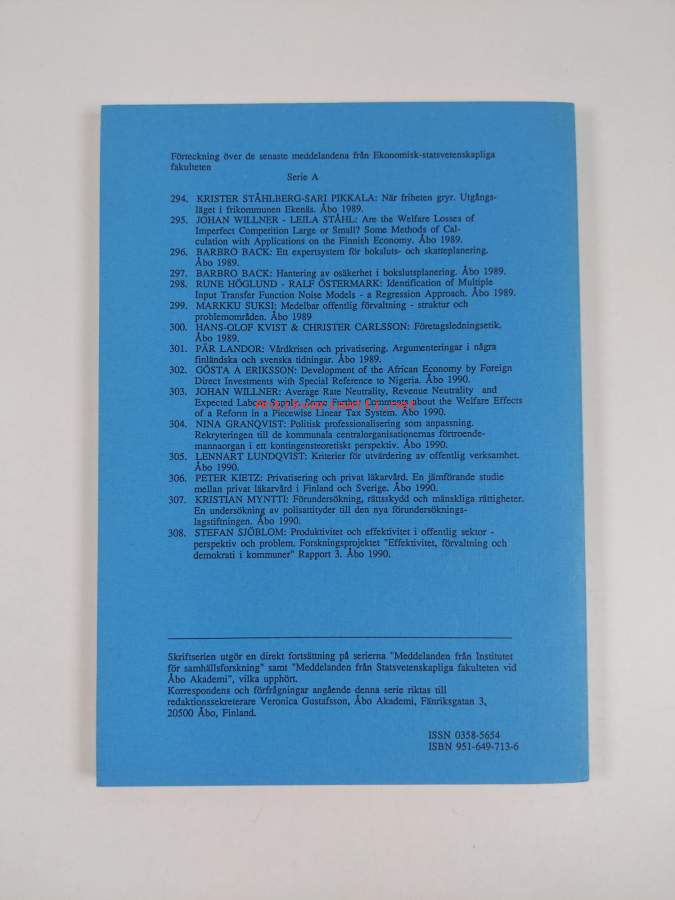 Förteckning över de senaste meddelandena från Ekonomisk-statsvetenskapliga
fakulteten
Serie A
294. KRISTER STÅHLBERG-SARI PIKKALA: När friheten gryr. Utgångs-
läget i frikommunen Ekenäs. Åbo 1989.
295. JOHAN WILLNER - LEILA STÅHL: Are the Welfare Losses of
Imperfect Competition Large or Small? Some Methods of Cal-
culation with Applications on the Finnish Economy. Åbo 1989.
296. BARBRO BACK: Ett expertsystem för boksluts- och skatteplanering.
Åbo 1989.
297. BARBRO BACK: Hantering av osäkerhet i bokslutsplanering. Åbo 1989.
298. RUNE HÖGLUND - RALF ÖSTERMARK: Identification of Multiple
Input Transfer Function Noise Models - a Regression Approach. Åbo 1989.
299. MARKKU SUKSI: Medelbar offentlig förvaltning - struktur och
problemområden. Åbo 1989
300. HANS-OLOF KVIST & CHRISTER CARLSSON: Företagsledningsetik.
Åbo 1989.
301. PÄR LANDOR: Vårdkrisen och privatisering. Argumenteringar i några
finländska och svenska tidningar. Åbo 1989.
302. GÖSTA A ERIKSSON: Development of the African Economy by Foreign
Direct Investments with Special Reference to Nigeria. Åbo 1990.
303. JOHAN WILLNER: Average Rate Neutrality, Revenue Neutrality and
Expected Labour Supply. Some Further Comments about the Welfare Effects
of a Reform in a Piecewise Linear Tax System. Åbo 1990.
304. NINA GRANQVIST: Politisk professionalisering som anpassning.
Rekryteringen till de kommunala centralorganisationernas förtroende-
mannaorgan i ett kontingensteoretiskt perspektiv. Åbo 1990.
305. LENNART LUNDQVIST: Kriterier för utvärdering av offentlig verksamhet.
Åbo 1990.
306. PETER KIETZ: Privatisering och privat läkarvård. En jämförande studie
mellan privat läkarvård i Finland och Sverige. Åbo 1990.
307. KRISTIAN MYNTTI: Förundersökning, rättsskydd och mänskliga rättigheter.
En undersökning av polisattityder till den nya förundersöknings-
lagstiftningen. Åbo 1990.
308. STEFAN SJÖBLOM: Produktivitet och effektivitet i offentlig sektor -
perspektiv och problem. Forskningsprojektet "Effektivitet, förvaltning och
demokrati i kommuner" Rapport 3. Åbo 1990.
Skriftserien utgör en direkt fortsättning på serierna "Meddelanden från Institutet
för samhällsforskning" samt "Meddelanden från Statsvetenskapliga fakulteten vid
Åbo Akademi", vilka upphört.
Korrespondens och förfrågningar angående denna serie riktas till
redaktionssekreterare Veronica Gustafsson, Åbo Akademi, Fänriksgatan 3,
20500 Åbo, Finland.
ISSN 0358-5654
ISBN 951-649-713-6